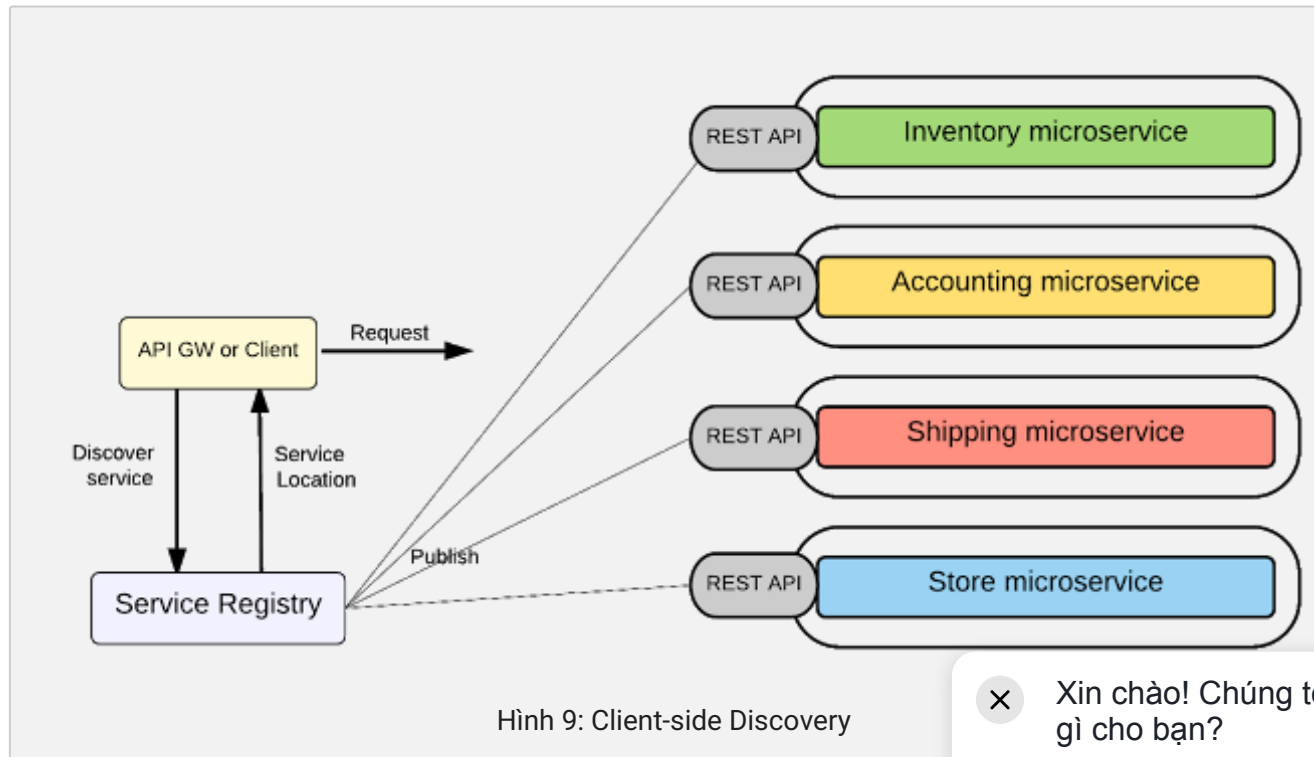 REST API
Inventory microservice
REST API
Accounting microservice
API GW or Client
Request
REST API
Shipping microservice
Discover
service
Service
Location
Publish
REST API
Store microservice
Service Registry
Hình 9: Client-side Discovery
Xin chào! Chúng
gì cho bạn?